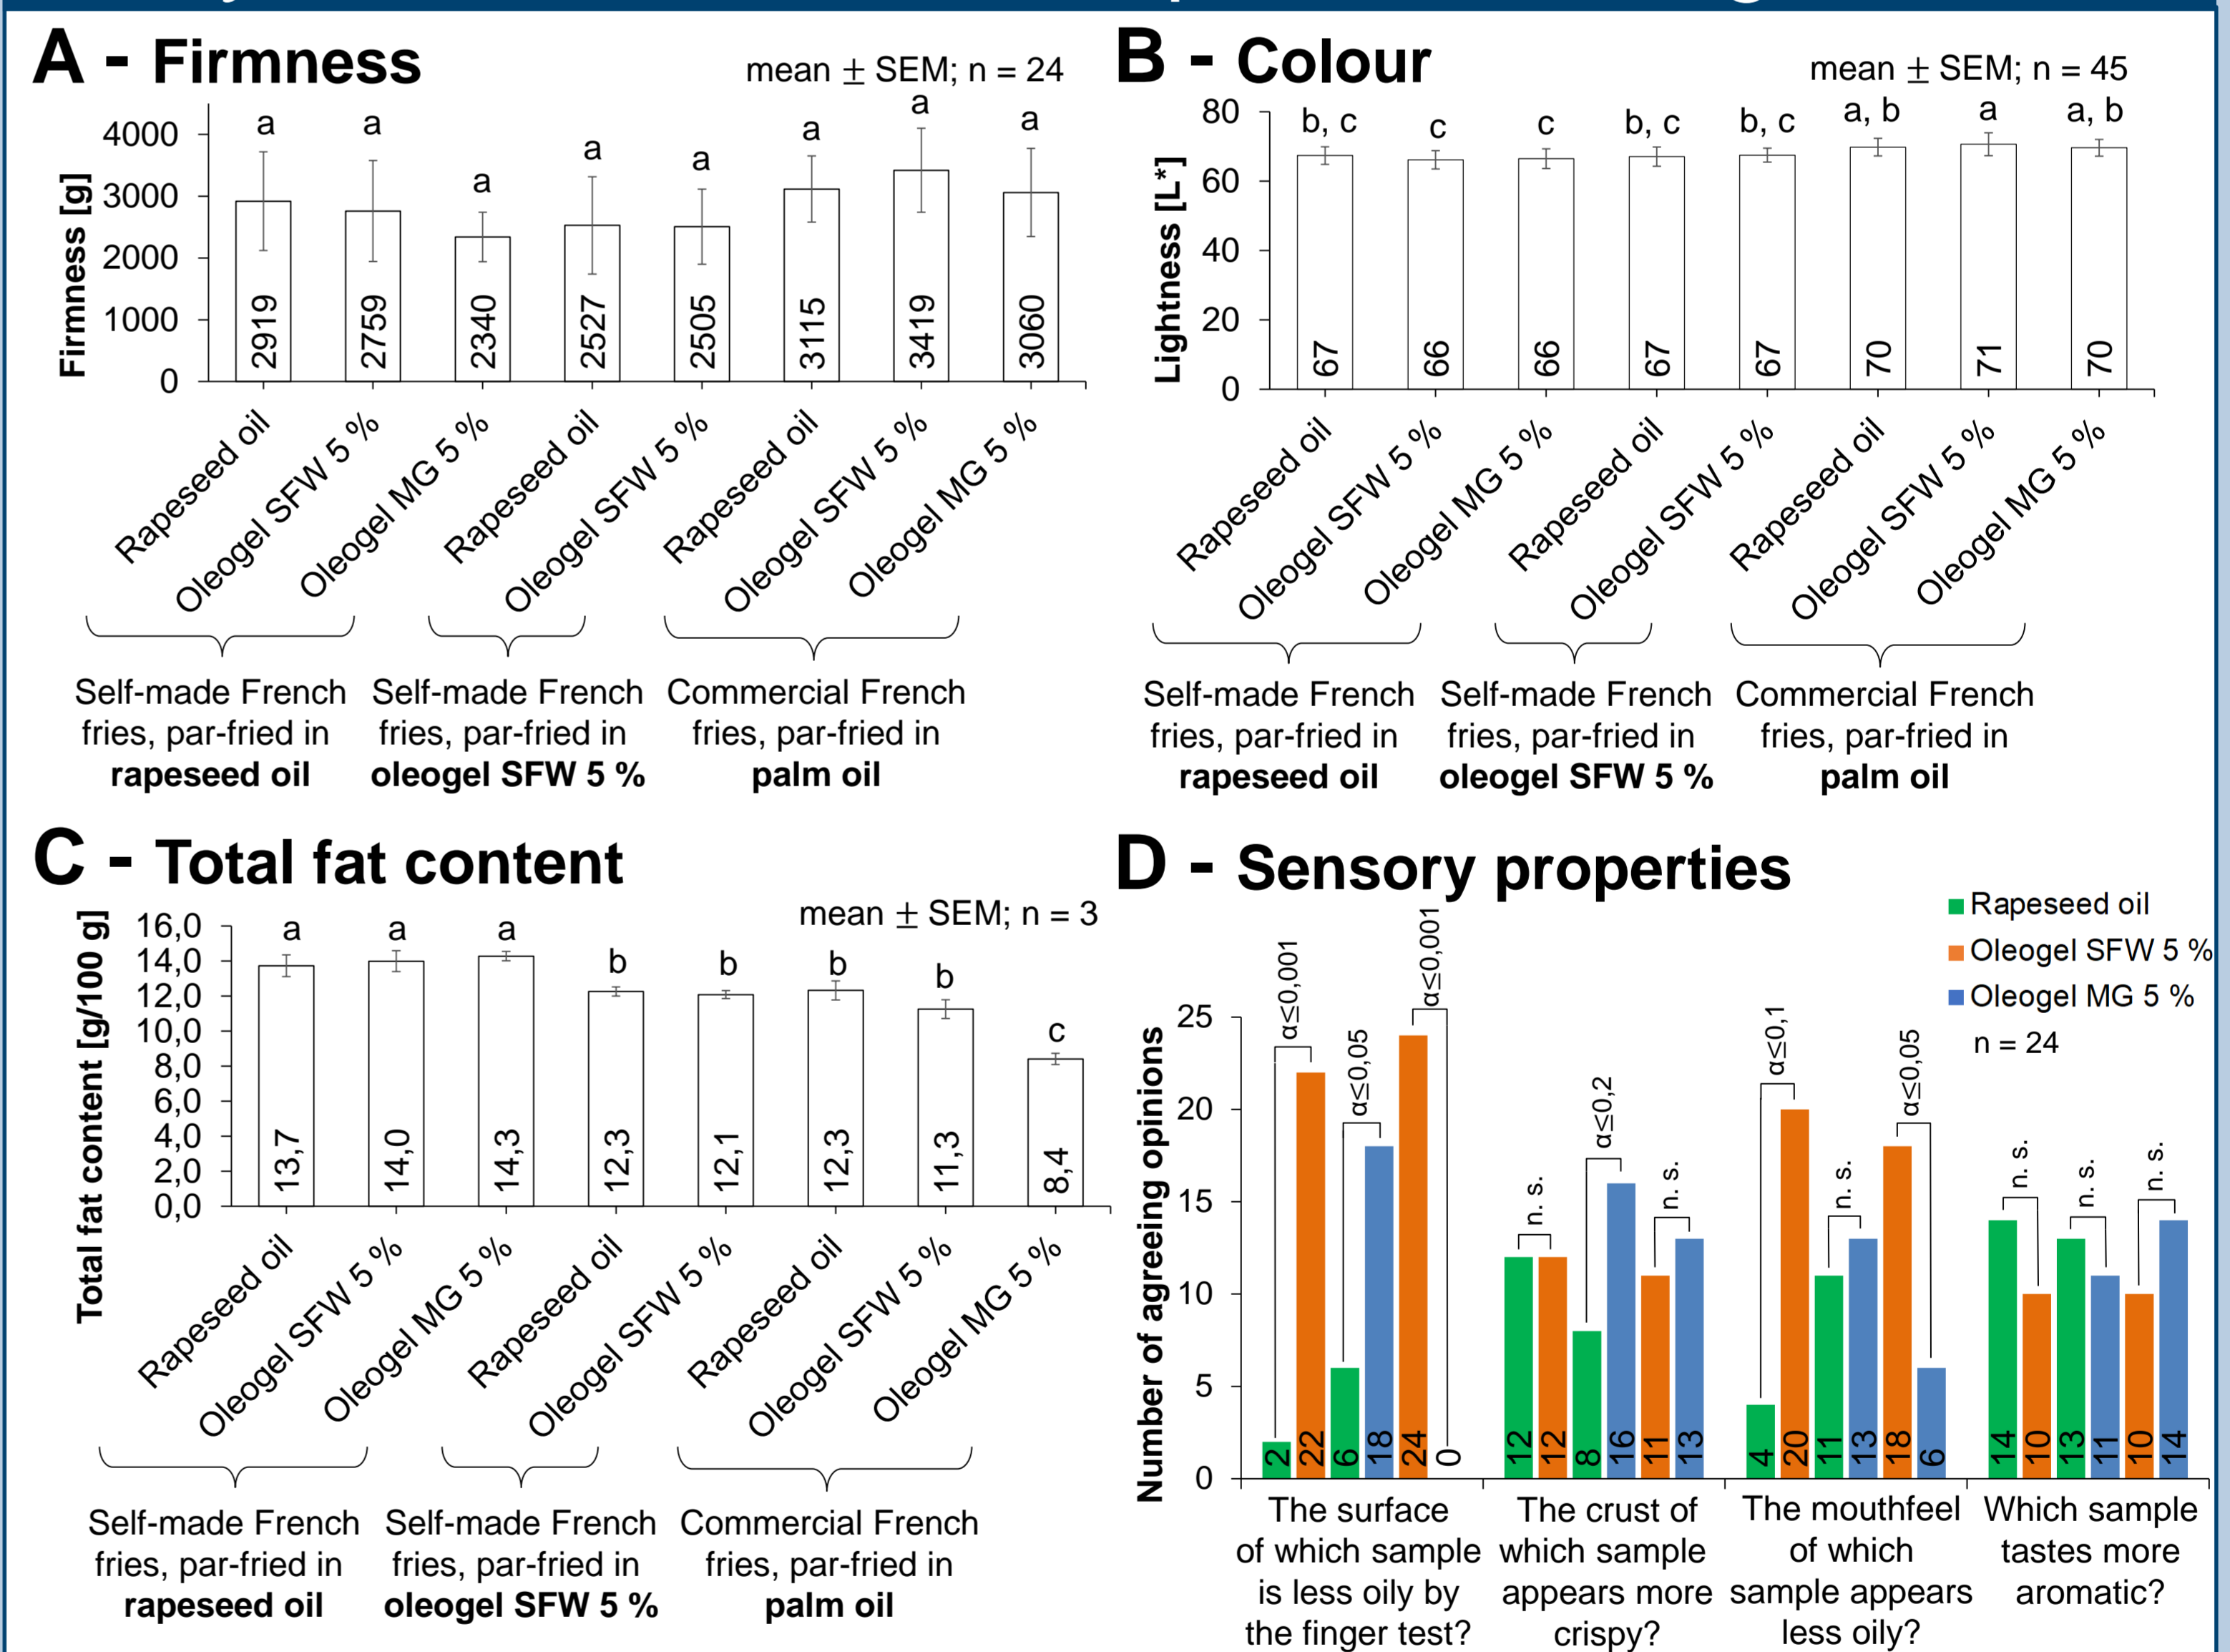 A - Firmness
mean ± SEM; n = 24
Firmness [g]
4000
3000
2000
1000
0
a
a
a
a
a
a
a
a
2919
2759
2340
2527
2505
3115
3419
3060
Rapeseed oil
Oleogel SFW 5 %
Oleogel MG 5 %
Rapeseed oil
Oleogel SFW 5 %
Rapeseed oil
Oleogel SFW 5 %
Oleogel MG 5 %
Self-made French
fries, par-fried in
rapeseed oil
Self-made French
fries, par-fried in
oleogel SFW 5 %
Commercial French
fries, par-fried in
palm oil
B - Colour
mean ± SEM; n = 45
Lightness [L*]
80
60
40
20
0
b, c
c
c
b, c
b, c
a, b
a
a, b
67
66
66
67
67
70
71
70
Rapeseed oil
Oleogel SFW 5 %
Oleogel MG 5 %
Rapeseed oil
Oleogel SFW 5 %
Rapeseed oil
Oleogel SFW 5 %
Oleogel MG 5 %
Self-made French
fries, par-fried in
rapeseed oil
Self-made French
fries, par-fried in
oleogel SFW 5 %
Commercial French
fries, par-fried in
palm oil
C - Total fat content
mean ± SEM; n = 3
Total fat content [g/100 g]
16,0
14,0
12,0
10,0
8,0
6,0
4,0
2,0
0,0
a
a
a
b
b
b
b
c
13,7
14,0
14,3
12,3
12,1
12,3
11,3
8,4
Rapeseed oil
Oleogel SFW 5 %
Oleogel MG 5 %
Rapeseed oil
Oleogel SFW 5 %
Rapeseed oil
Oleogel SFW 5 %
Oleogel MG 5 %
Self-made French
fries, par-fried in
rapeseed oil
Self-made French
fries, par-fried in
oleogel SFW 5 %
Commercial French
fries, par-fried in
palm oil
D - Sensory properties
Rapeseed oil
Oleogel SFW 5 %
Oleogel MG 5 %
n = 24
Number of agreeing opinions
25
20
15
10
5
0
α≤0,001
α≤0,05
α≤0,001
n. s.
α≤0,2
n. s.
α≤0,1
n. s.
α≤0,05
n. s.
n. s.
n. s.
2
22
6
18
24
0
12
12
8
16
11
13
4
20
11
13
18
6
14
10
13
11
10
14
The surface
of which sample
is less oily by
the finger test?
The crust of
which sample
appears more
crispy?
The mouthfeel
of which
sample appears
less oily?
Which sample
tastes more
aromatic?